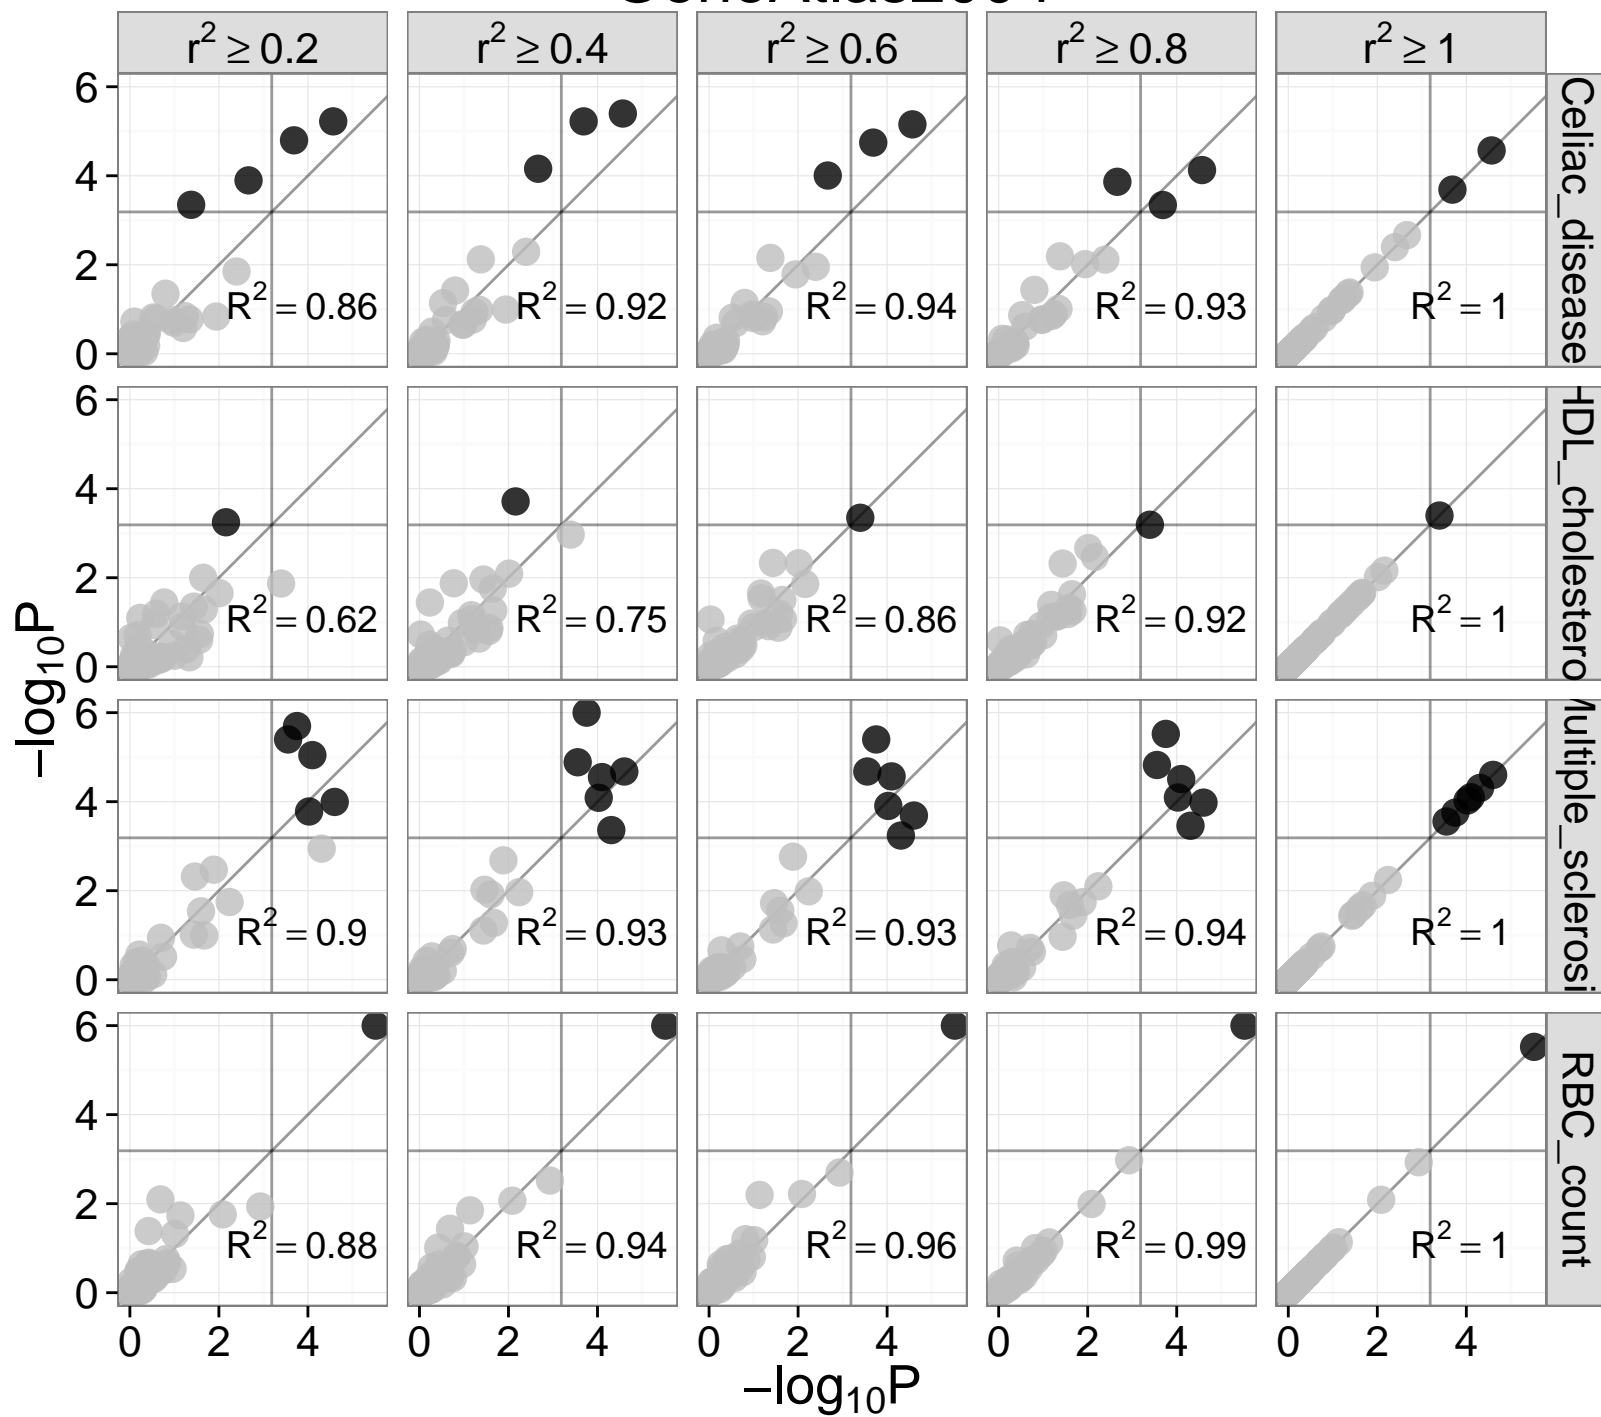 r² ≥ 0.2 r² ≥ 0.4 r² ≥ 0.6 r² ≥ 0.8 r² ≥ 1
6
4
2
0
R² = 0.86 R² = 0.92 R² = 0.94 R² = 0.93 R² = 1
Celiac_disease
6
4
2
0
R² = 0.62 R² = 0.75 R² = 0.86 R² = 0.92 R² = 1
HDL_cholestero
6
4
2
0
R² = 0.9 R² = 0.93 R² = 0.93 R² = 0.94 R² = 1
Multiple_sclerosi
6
4
2
0
R² = 0.88 R² = 0.94 R² = 0.96 R² = 0.99 R² = 1
RBC_count
0 2 4 0 2 4 0 2 4 0 2 4 0 2 4
−log₁₀P
−log₁₀P